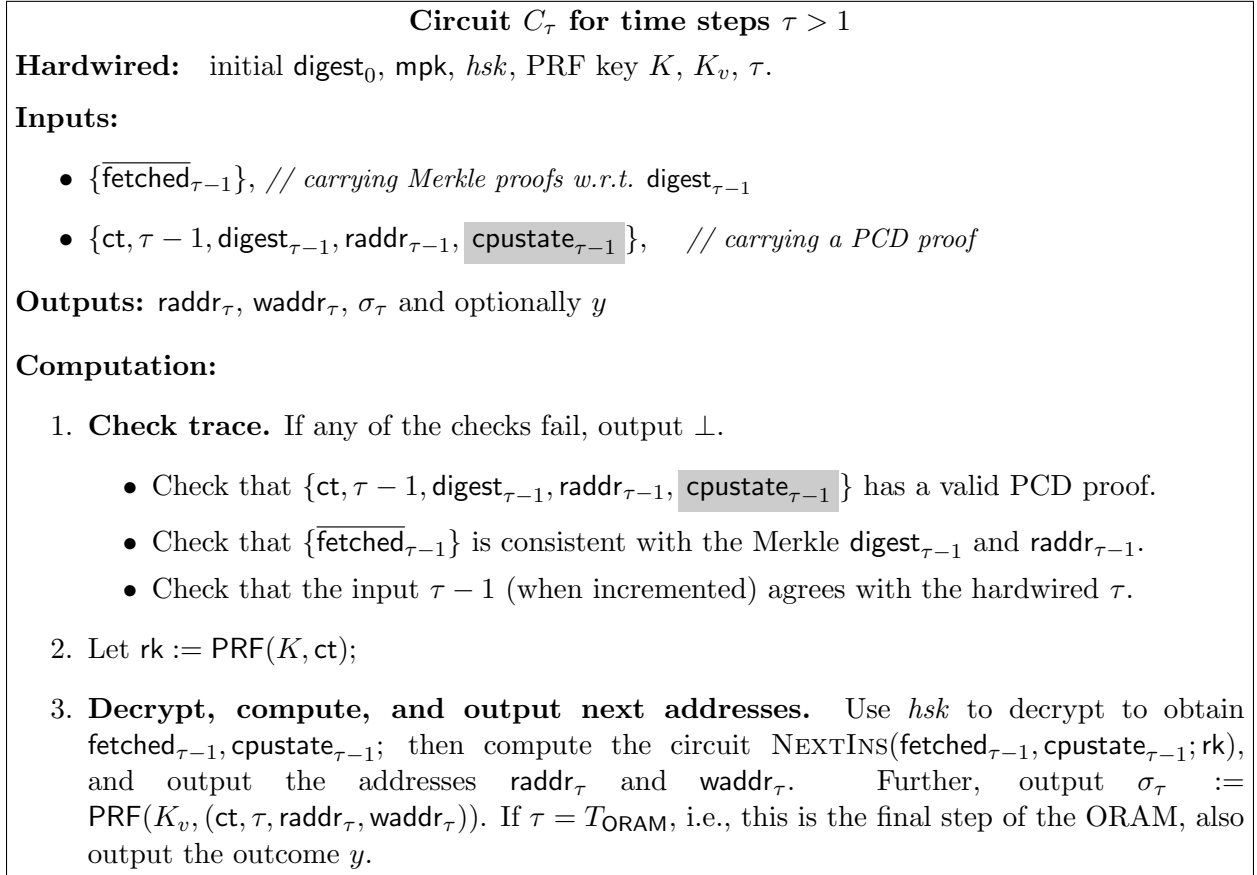 Circuit C_τ for time steps τ > 1
Hardwired: initial digest_0, mpk, hsk, PRF key K, K_v, τ.
Inputs:
• {\overline{fetched}_{τ−1}}, // carrying Merkle proofs w.r.t. digest_{τ−1}
• {ct, τ − 1, digest_{τ−1}, raddr_{τ−1}, cpustate_{τ−1} }, // carrying a PCD proof
Outputs: raddr_τ, waddr_τ, σ_τ and optionally y
Computation:
1. Check trace. If any of the checks fail, output ⊥.
• Check that {ct, τ − 1, digest_{τ−1}, raddr_{τ−1}, cpustate_{τ−1} } has a valid PCD proof.
• Check that {\overline{fetched}_{τ−1}} is consistent with the Merkle digest_{τ−1} and raddr_{τ−1}.
• Check that the input τ − 1 (when incremented) agrees with the hardwired τ.
2. Let rk := PRF(K, ct);
3. Decrypt, compute, and output next addresses. Use hsk to decrypt to obtain
fetched_{τ−1}, cpustate_{τ−1}; then compute the circuit NEXTINS(fetched_{τ−1}, cpustate_{τ−1}; rk),
and output the addresses raddr_τ and waddr_τ. Further, output σ_τ :=
PRF(K_v, (ct, τ, raddr_τ, waddr_τ)). If τ = T_{ORAM}, i.e., this is the final step of the ORAM, also
output the outcome y.